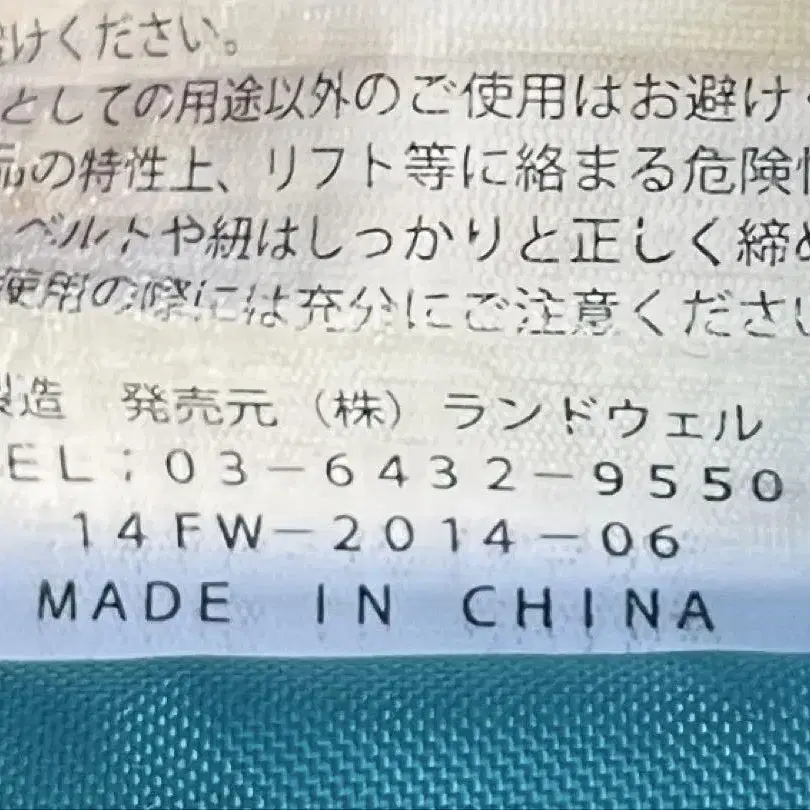 けください。
としての用途以外のご使用はお避け
の特性上、リフト等に絡まる危険
ベルトや紐はしっかりと正しく締め
使用の際には充分にご注意ください
製造 発売元（株）ランドウェル
EL：03－6432－9550
14FW－2014－06
MADE IN CHINA